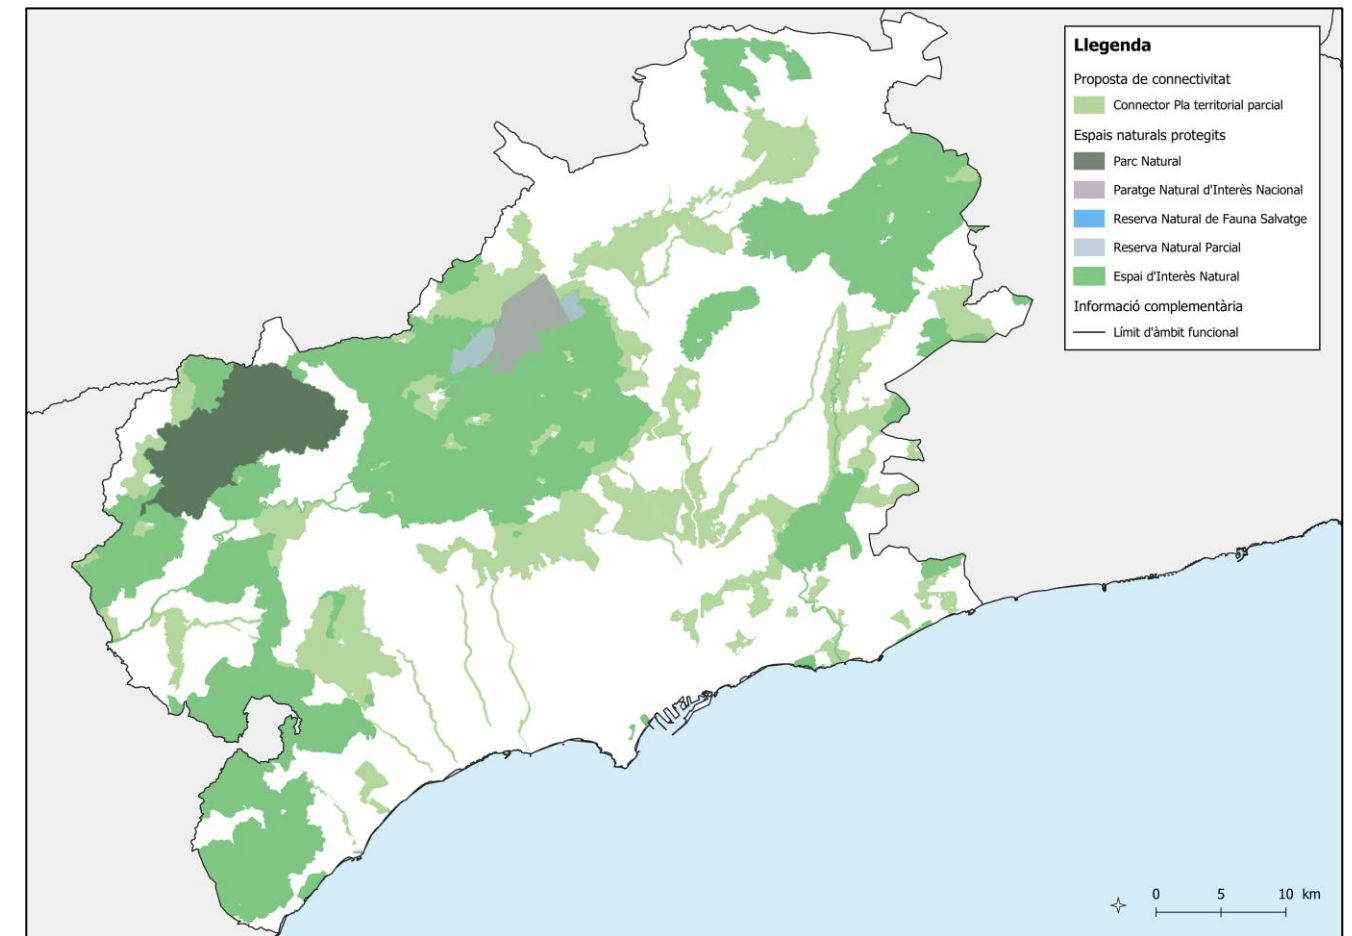 Llegenda
Proposta de connectivitat
Connector Pla territorial parcial
Espais naturals protegits
Parc Natural
Paratge Natural d'Interès Nacional
Reserva Natural de Fauna Salvatge
Reserva Natural Parcial
Espai d'Interès Natural
Informació complementària
Límit d'àmbit funcional
0 5 10 km